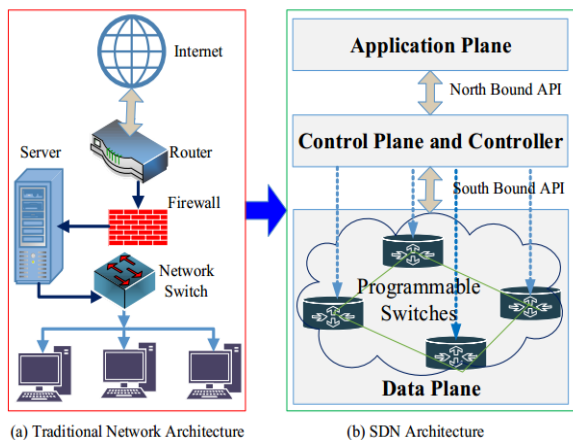 Internet
Router
Server
Firewall
Network
Switch
(a) Traditional Network Architecture
Application Plane
North Bound API
Control Plane and Controller
South Bound API
Programmable
Switches
Data Plane
(b) SDN Architecture